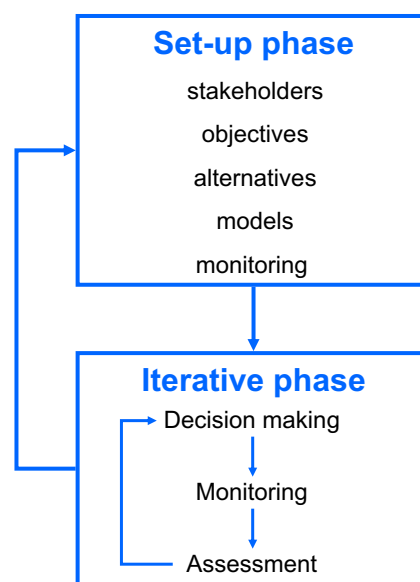 Set-up phase
stakeholders
objectives
alternatives
models
monitoring
Iterative phase
Decision making
Monitoring
Assessment